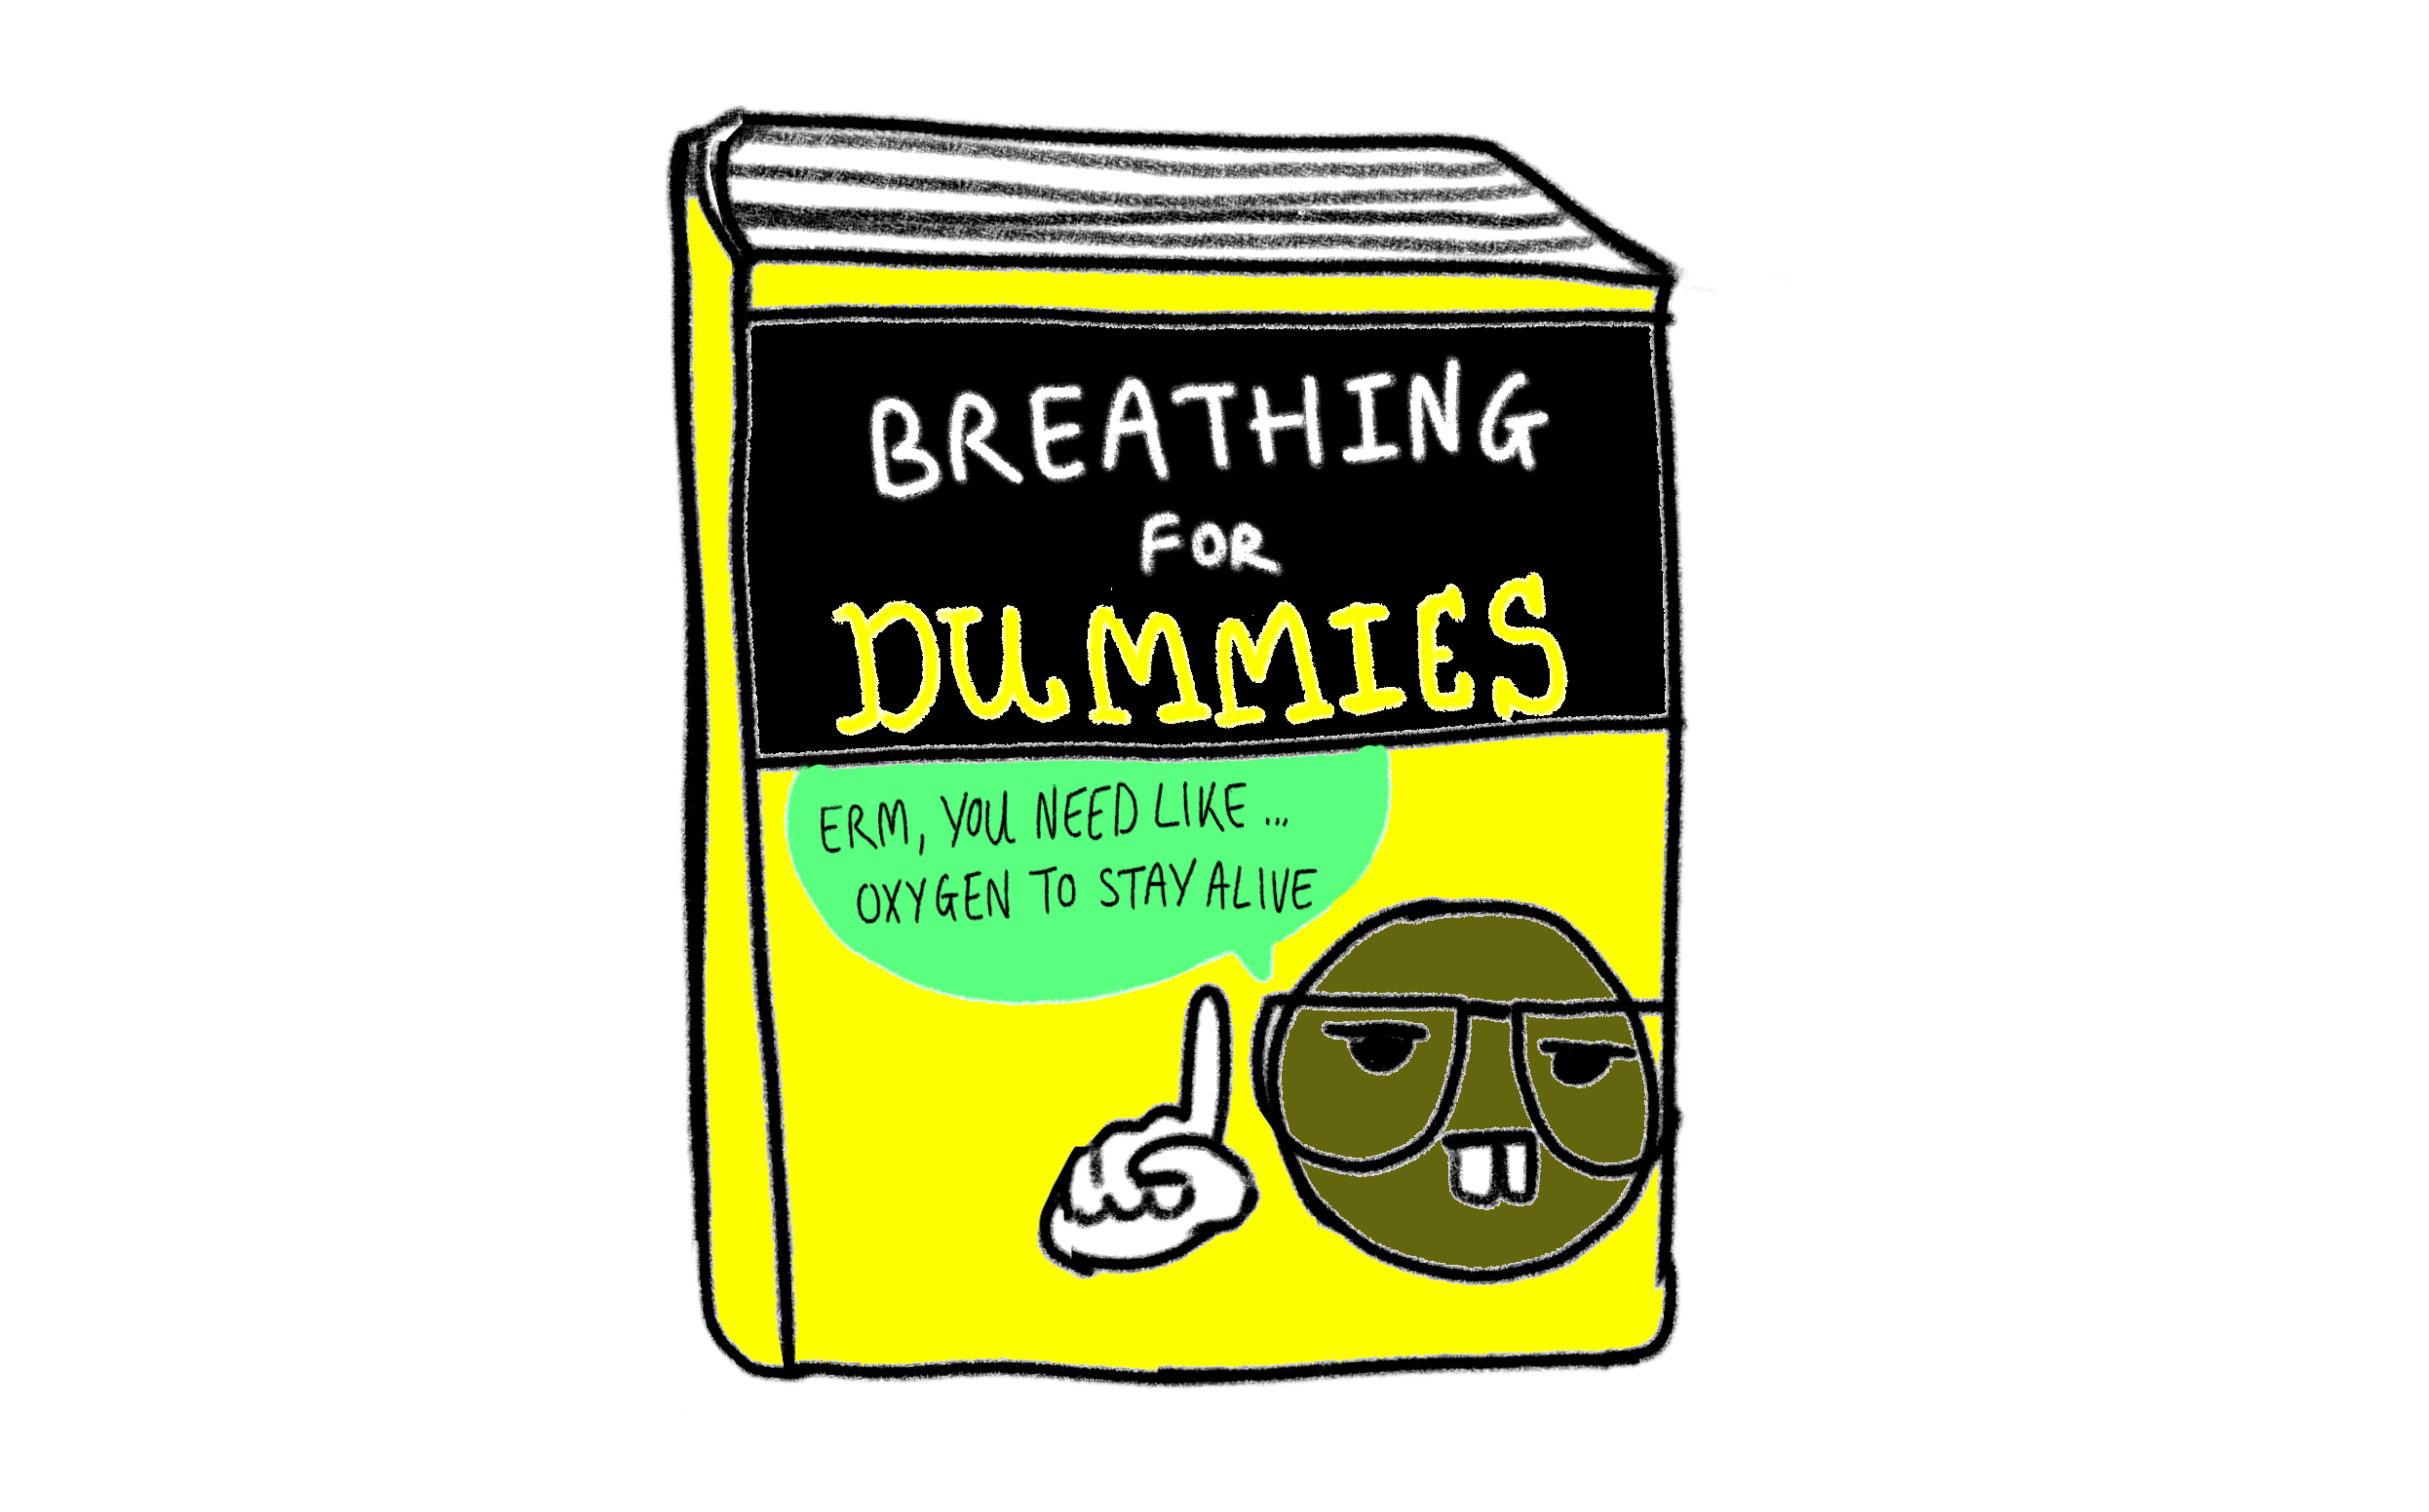 BREATHING
FOR
DUMMIES
ERM, YOU NEED LIKE...
OXYGEN TO STAY ALIVE